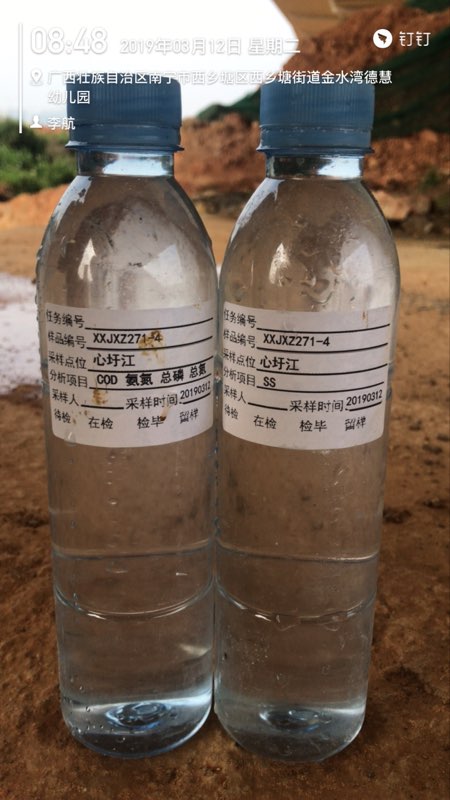 08:48 2019年03月12日 星期二
钉钉
广西壮族自治区南宁市西乡塘区西乡塘街道金水湾德慧
幼儿园
李航
任务编号
样品编号 XXJXZ271-4
采样点位 心圩江
分析项目 COD 氨氮 总磷 总氮
采样人 采样时间 20190312
待检 在检 检毕 留样
任务编号
样品编号 XXJXZ271-4
采样点位 心圩江
分析项目 SS
采样人 采样时间 20190312
待检 在检 检毕 留样